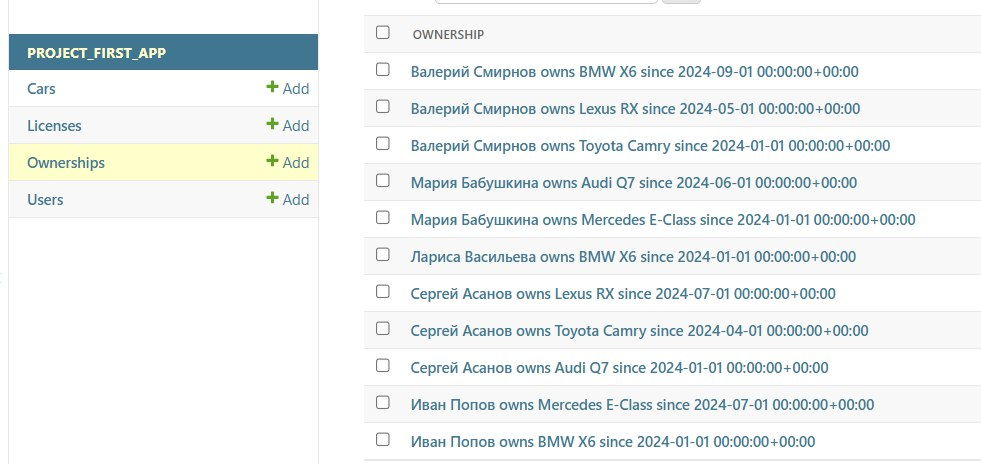 PROJECT_FIRST_APP
Cars
Add
Licenses
Add
Ownerships
Add
Users
Add
OWNERSHIP
Валерий Смирнов owns BMW X6 since 2024-09-01 00:00:00+00:00
Валерий Смирнов owns Lexus RX since 2024-05-01 00:00:00+00:00
Валерий Смирнов owns Toyota Camry since 2024-01-01 00:00:00+00:00
Мария Бабушкина owns Audi Q7 since 2024-06-01 00:00:00+00:00
Мария Бабушкина owns Mercedes E-Class since 2024-01-01 00:00:00+00:00
Лариса Васильева owns BMW X6 since 2024-01-01 00:00:00+00:00
Сергей Асанов owns Lexus RX since 2024-07-01 00:00:00+00:00
Сергей Асанов owns Toyota Camry since 2024-04-01 00:00:00+00:00
Сергей Асанов owns Audi Q7 since 2024-01-01 00:00:00+00:00
Иван Попов owns Mercedes E-Class since 2024-07-01 00:00:00+00:00
Иван Попов owns BMW X6 since 2024-01-01 00:00:00+00:00